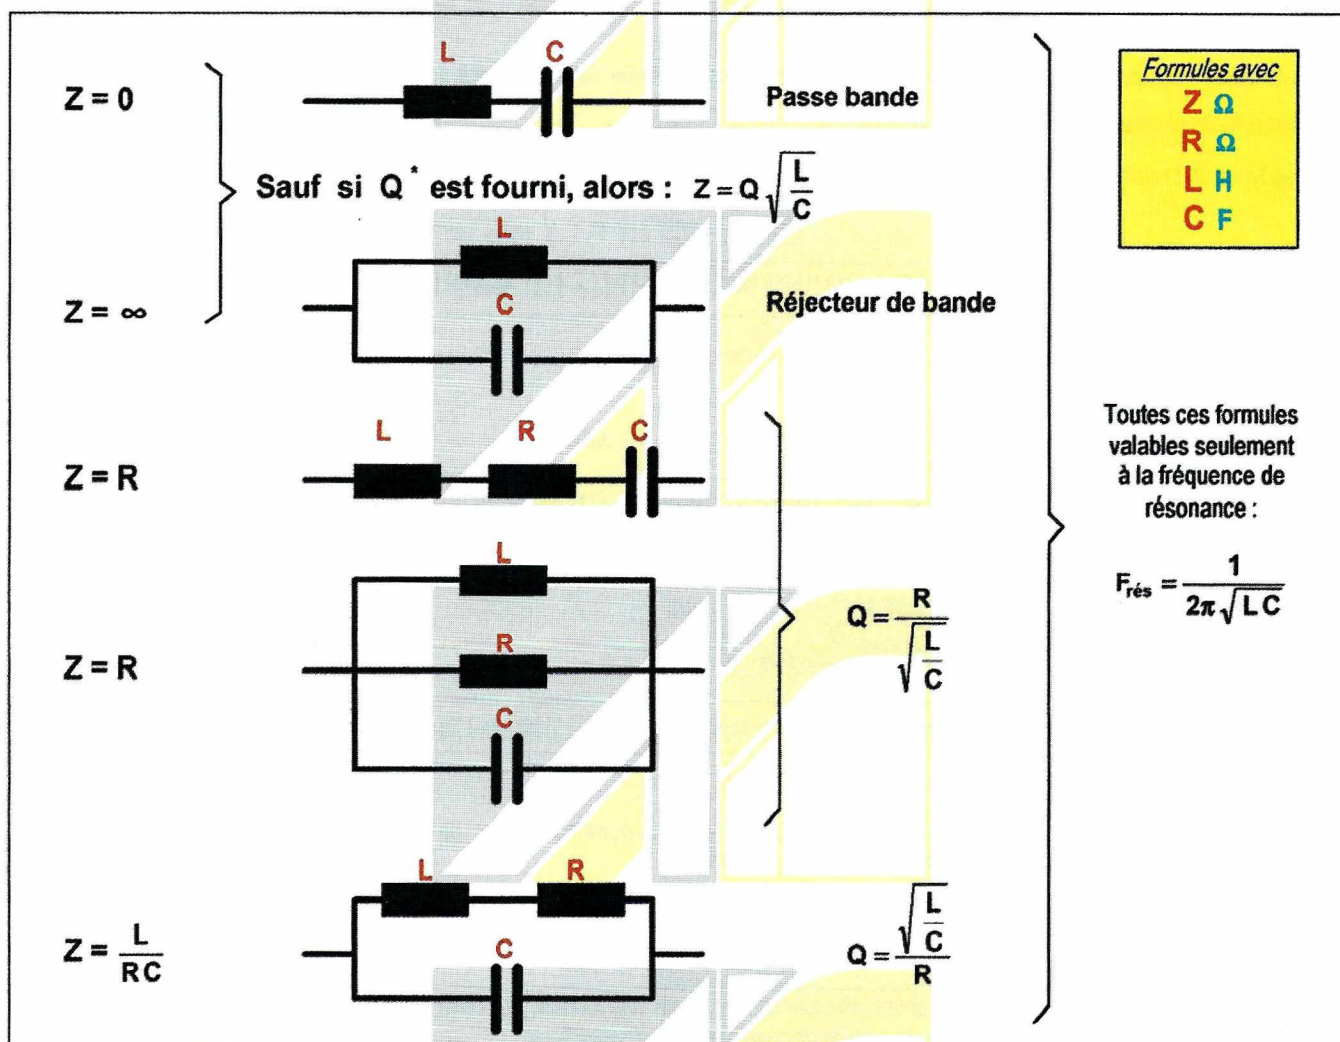 L C
Z = 0
Passe bande
Sauf si Q* est fourni, alors : Z = Q √(L/C)
L
C
Z = ∞
Réjecteur de bande
L R C
Z = R
L
R
C
Z = R
Q = R / √(L/C)
L R
C
Z = L / RC
Q = √(L/C) / R
Formules avec
Z Ω
R Ω
L H
C F
Toutes ces formules
valables seulement
à la fréquence de
résonance :
Frés = 1 / 2π√LC